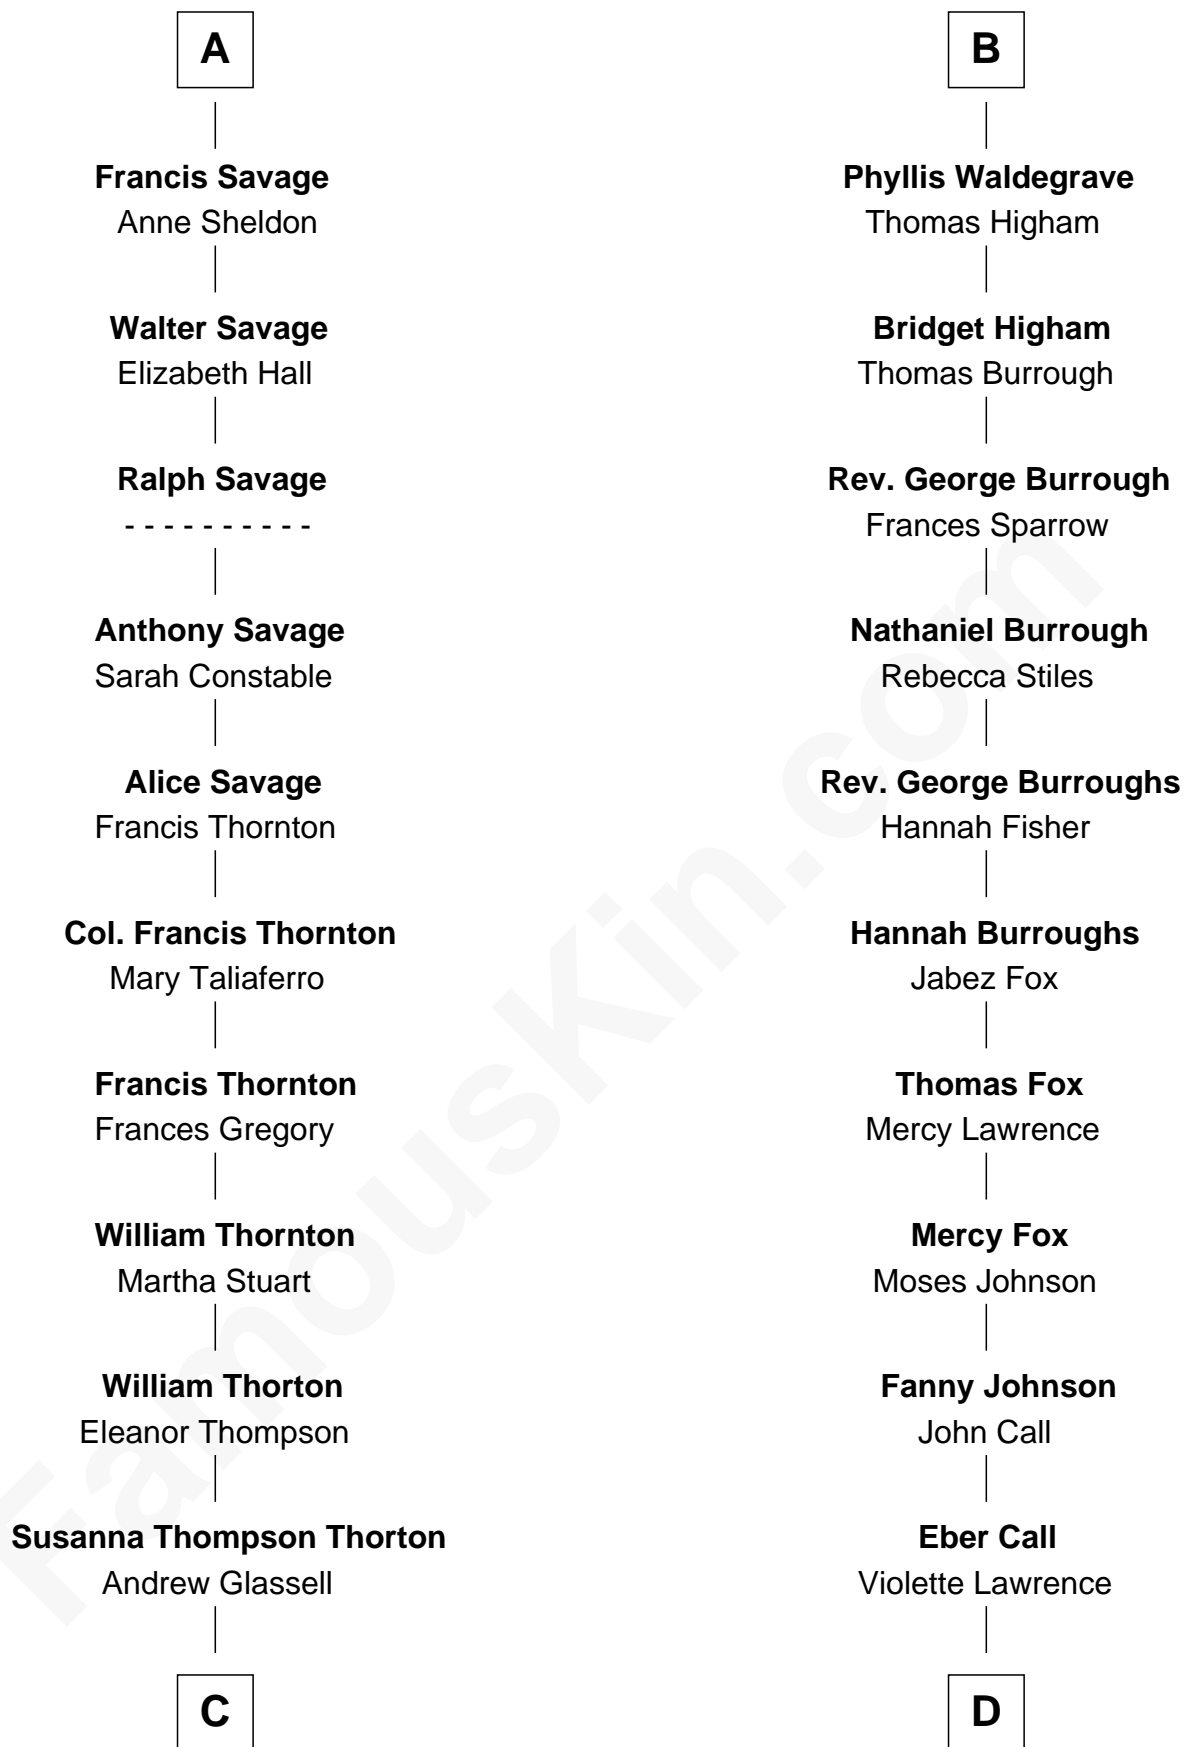 A
Francis Savage
Anne Sheldon
Walter Savage
Elizabeth Hall
Ralph Savage
- - - - - - - - - -
Anthony Savage
Sarah Constable
Alice Savage
Francis Thornton
Col. Francis Thornton
Mary Taliaferro
Francis Thornton
Frances Gregory
William Thornton
Martha Stuart
William Thorton
Eleanor Thompson
Susanna Thompson Thorton
Andrew Glassell
C
B
Phyllis Waldegrave
Thomas Higham
Bridget Higham
Thomas Burrough
Rev. George Burrough
Frances Sparrow
Nathaniel Burrough
Rebecca Stiles
Rev. George Burroughs
Hannah Fisher
Hannah Burroughs
Jabez Fox
Thomas Fox
Mercy Lawrence
Mercy Fox
Moses Johnson
Fanny Johnson
John Call
Eber Call
Violette Lawrence
D
FamousKin.com